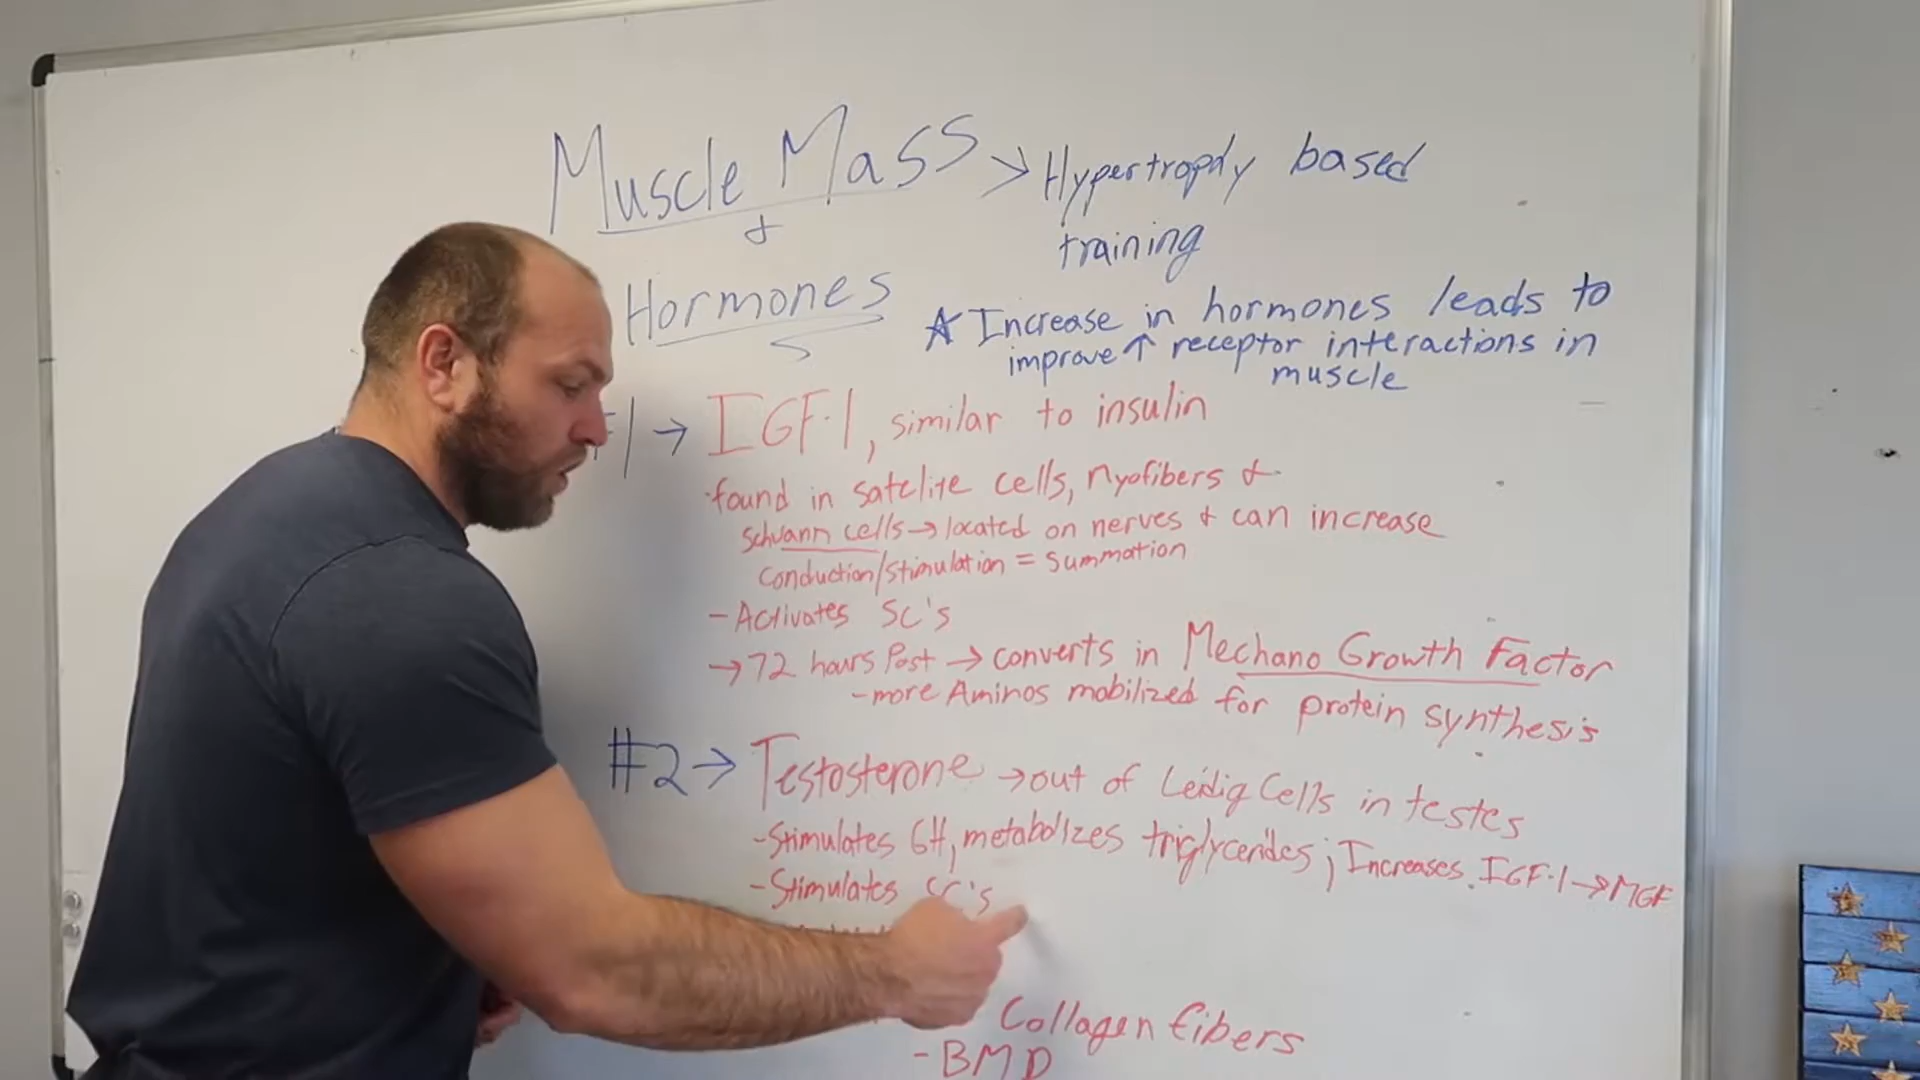 Muscle Mass > Hypertrophy based
training
&
Hormones
☆ Increase in hormones leads to
improve ↑ receptor interactions in
muscle
#1 → IGF-1, similar to insulin
·found in satelite cells, myofibers &
Schwann cells → located on nerves & can increase
Conduction/stimulation = Summation
- Activates SC's
→ 72 hours Post → converts in Mechano Growth Factor
- more Aminos mobilized for protein synthesis
#2 → Testosterone → out of Leidig Cells in testes
- Stimulates GH, metabolizes triglycerides; Increases IGF-1 → MGF
- Stimulates SC's
Collagen fibers
- BMD